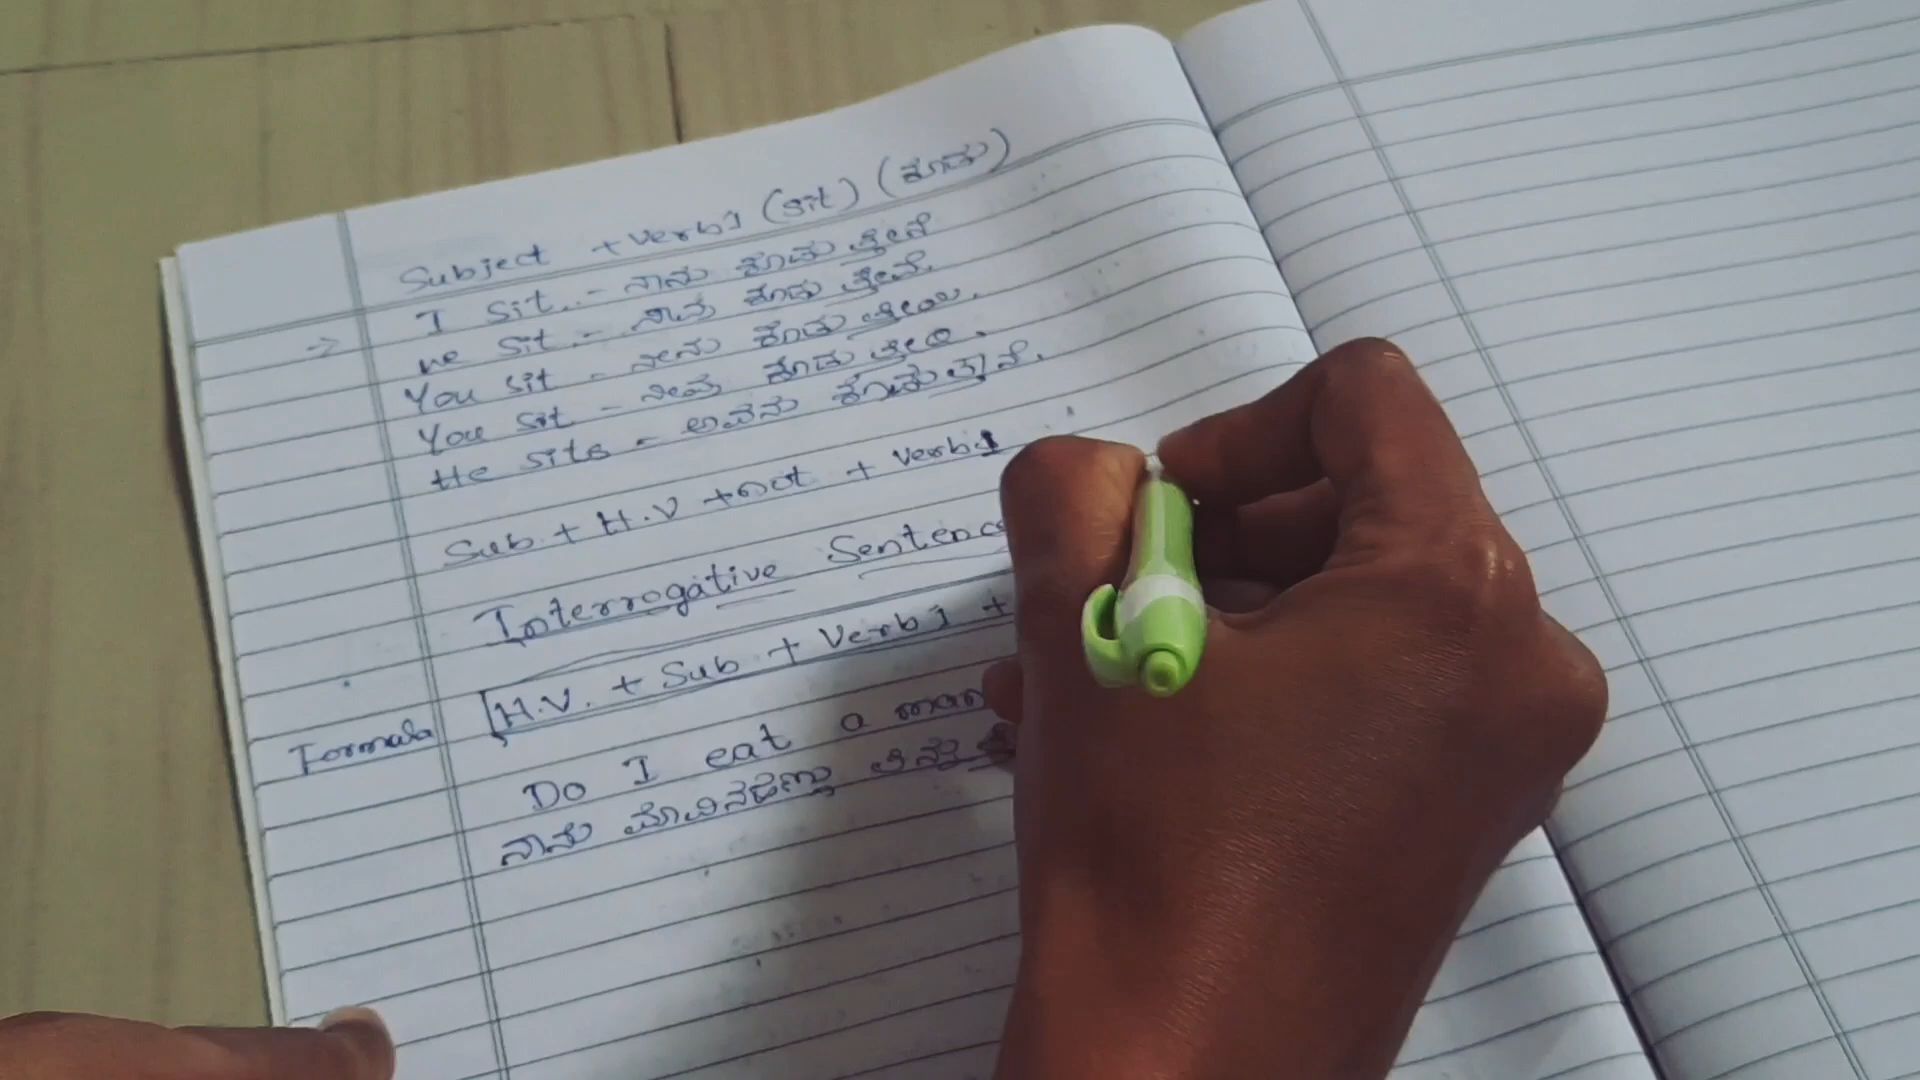 Subject + Verb1 (sit) (ಕೂಡು)
→ I sit. - ನಾನು ಕೂಡುತ್ತೇನೆ
we sit. - ನಾವು ಕೂಡುತ್ತೇವೆ.
You sit - ನೀನು ಕೂಡುತ್ತೀಯ.
You sit - ನೀವು ಕೂಡುತ್ತೀರಿ.
He sits - ಅವನು ಕೂಡುತ್ತಾನೆ.
Sub + H.V + not + Verb1
Interrogative Sentence
Formala H.V. + Sub + Verb1 +
Do I eat a
ನಾನು ಮಾವಿನಹಣ್ಣು